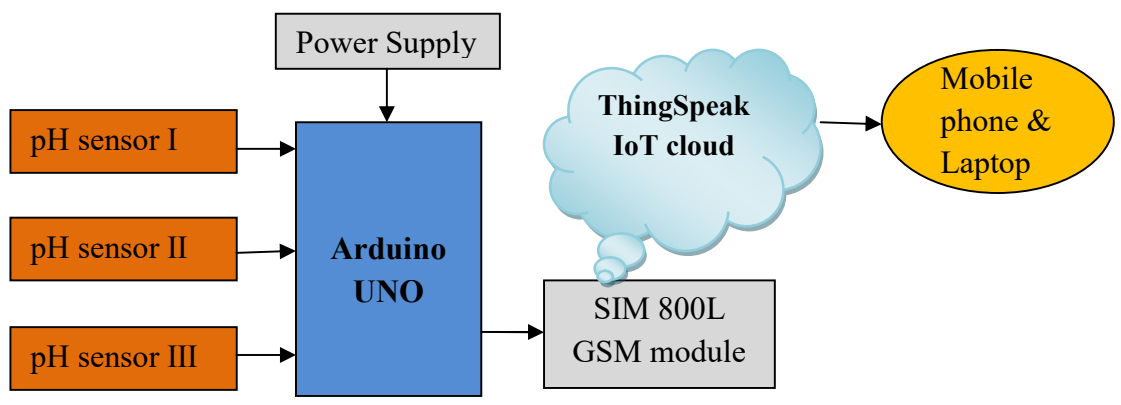 Power Supply
pH sensor I
pH sensor II
pH sensor III
Arduino
UNO
ThingSpeak
IoT cloud
SIM 800L
GSM module
Mobile
phone &
Laptop